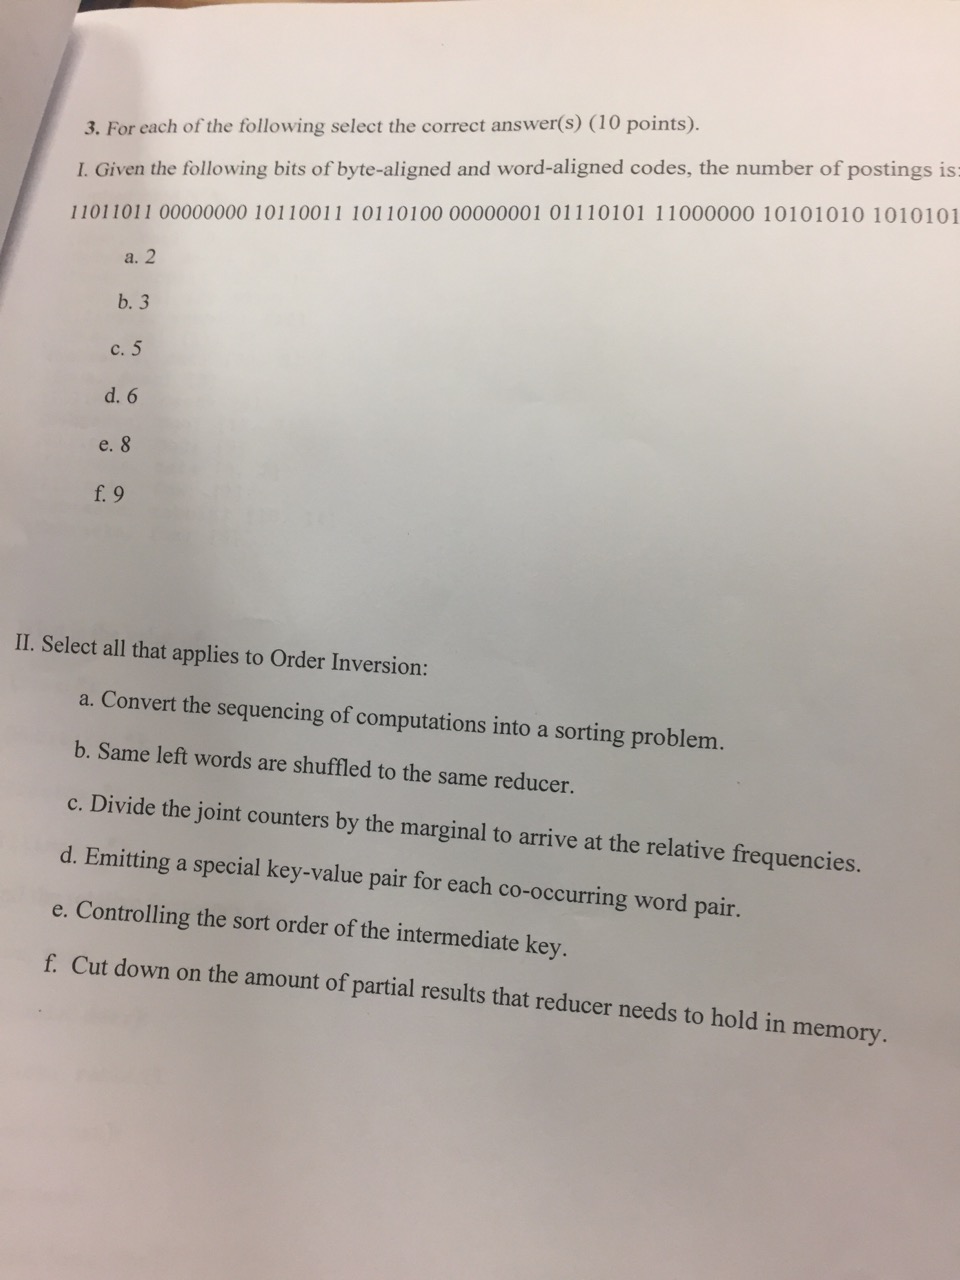 3. For each of the following select the correct answer(s) (10 points).
I. Given the following bits of byte-aligned and word-aligned codes, the number of postings is:
11011011 00000000 10110011 10110100 00000001 01110101 11000000 10101010 1010101
a. 2
b. 3
c. 5
d. 6
e. 8
f. 9
II. Select all that applies to Order Inversion:
a. Convert the sequencing of computations into a sorting problem.
b. Same left words are shuffled to the same reducer.
c. Divide the joint counters by the marginal to arrive at the relative frequencies.
d. Emitting a special key-value pair for each co-occurring word pair.
e. Controlling the sort order of the intermediate key.
f. Cut down on the amount of partial results that reducer needs to hold in memory.